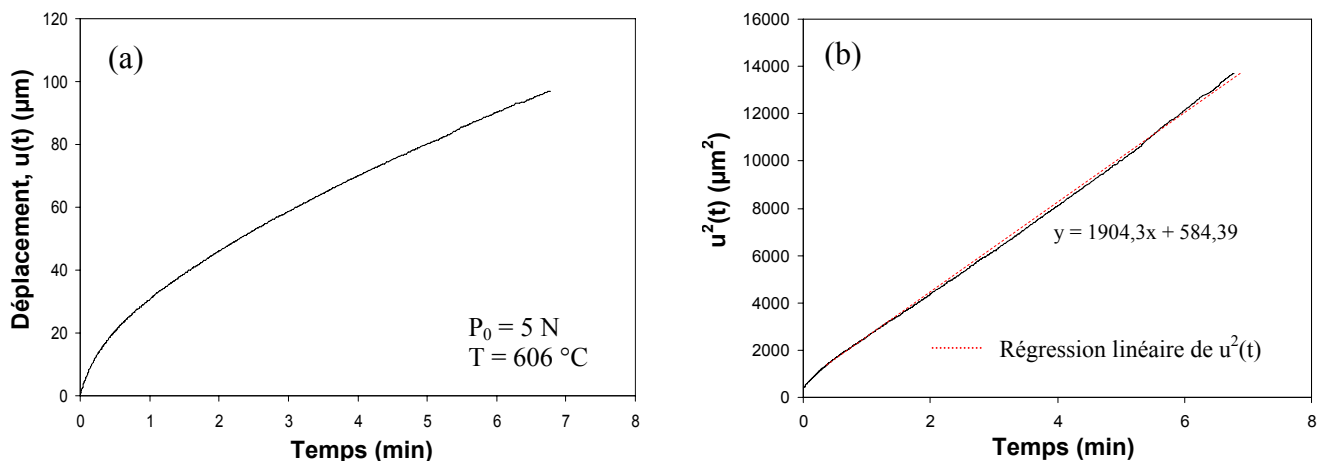 (a)
Déplacement, u(t) (µm)
120
100
80
60
40
20
0
0 1 2 3 4 5 6 7 8
Temps (min)
P₀ = 5 N
T = 606 °C
(b)
u²(t) (µm²)
16000
14000
12000
10000
8000
6000
4000
2000
0
0 2 4 6 8
Temps (min)
y = 1904,3x + 584,39
Régression linéaire de u²(t)